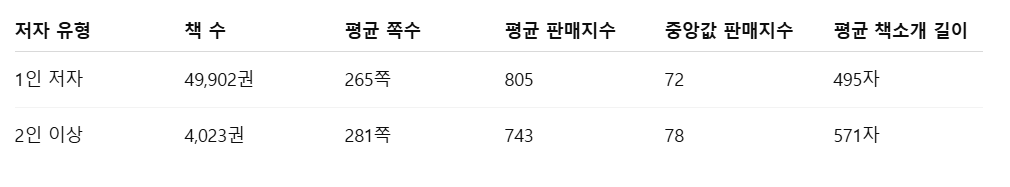 저자 유형 책 수 평균 쪽수 평균 판매지수 중앙값 판매지수 평균 책소개 길이
1인 저자 49,902권 265쪽 805 72 495자
2인 이상 4,023권 281쪽 743 78 571자